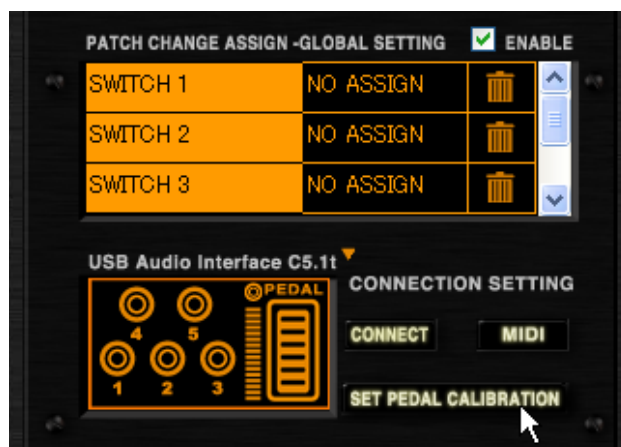 PATCH CHANGE ASSIGN -GLOBAL SETTING ENABLE
SWITCH 1 NO ASSIGN
SWITCH 2 NO ASSIGN
SWITCH 3 NO ASSIGN
USB Audio Interface C5.1t
CONNECTION SETTING
PEDAL
4 5
1 2 3
CONNECT MIDI
SET PEDAL CALIBRATION